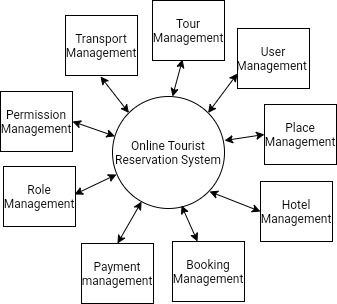 Tour
Management
Transport
Management
User
Management
Permission
Management
Place
Management
Online Tourist
Reservation System
Role
Management
Hotel
Management
Payment
management
Booking
Management